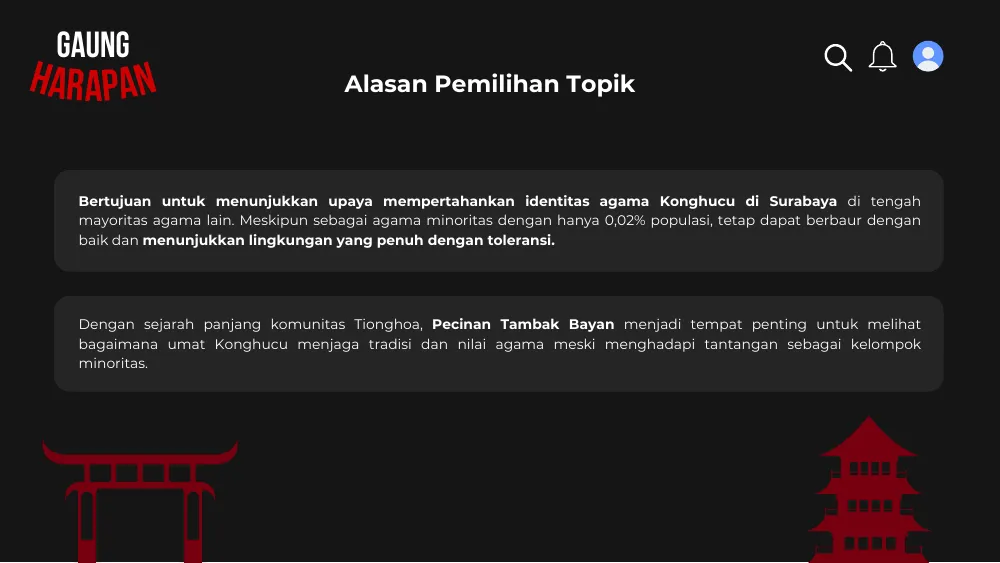 GAUNG
HARAPAN
Alasan Pemilihan Topik
Bertujuan untuk menunjukkan upaya mempertahankan identitas agama Konghucu di Surabaya di tengah
mayoritas agama lain. Meskipun sebagai agama minoritas dengan hanya 0,02% populasi, tetap dapat berbaur dengan
baik dan menunjukkan lingkungan yang penuh dengan toleransi.
Dengan sejarah panjang komunitas Tionghoa, Pecinan Tambak Bayan menjadi tempat penting untuk melihat
bagaimana umat Konghucu menjaga tradisi dan nilai agama meski menghadapi tantangan sebagai kelompok
minoritas.